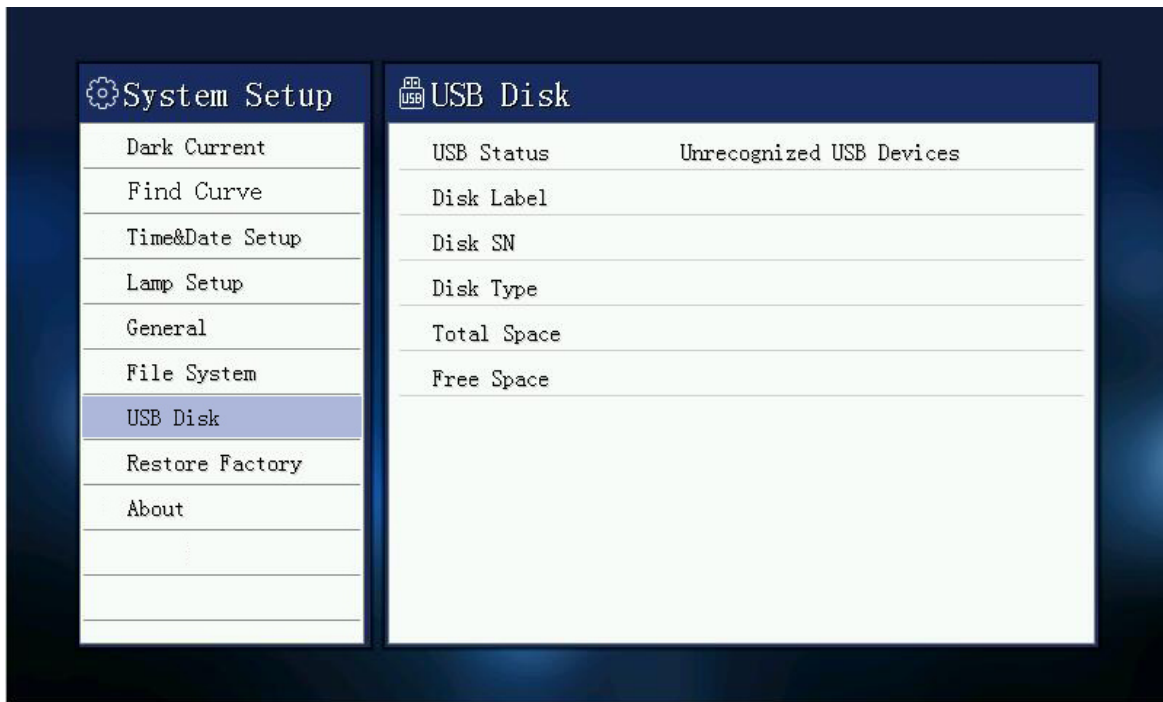 System Setup
Dark Current
Find Curve
Time&Date Setup
Lamp Setup
General
File System
USB Disk
Restore Factory
About
USB
USB Disk
USB Status Unrecognized USB Devices
Disk Label
Disk SN
Disk Type
Total Space
Free Space